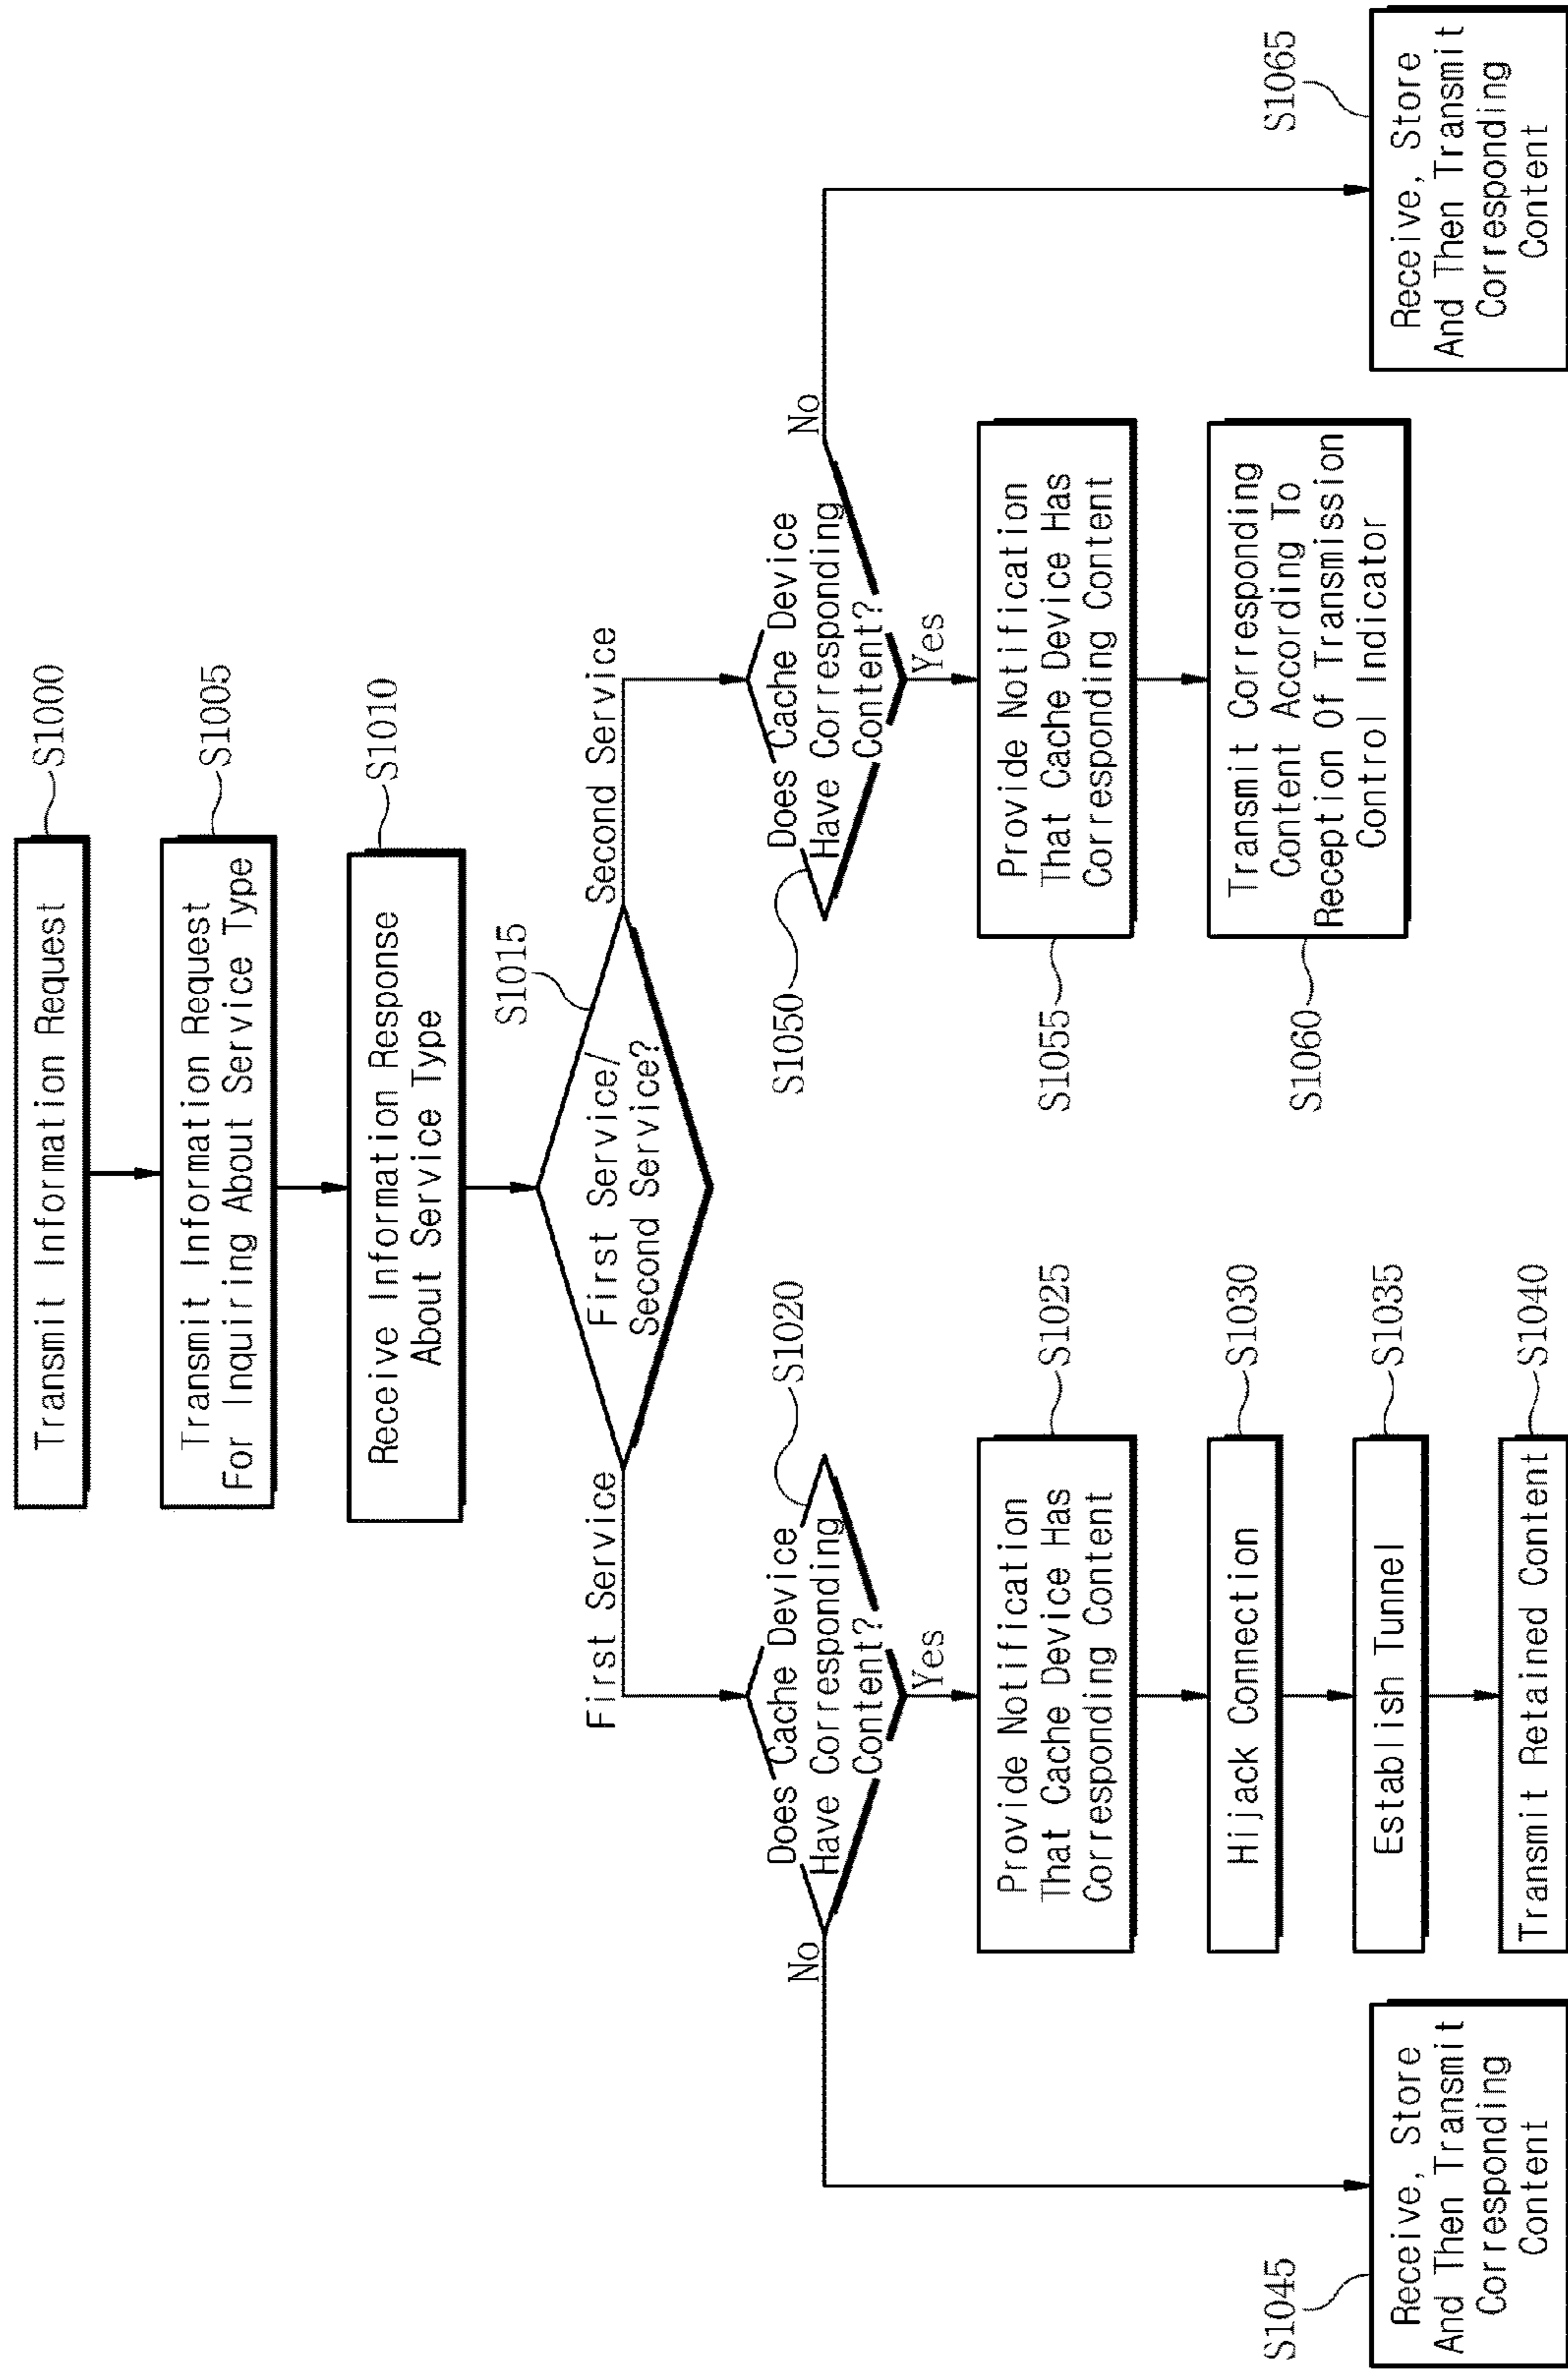 Transmit Information Request
S1000
Transmit Information Request
For Inquiring About Service Type
S1005
Receive Information Response
About Service Type
S1010
First Service/
Second Service?
S1015
First Service
Second Service
Does Cache Device
Have Corresponding
Content?
S1020
No
Yes
Provide Notification
That Cache Device Has
Corresponding Content
S1025
Hijack Connection
S1030
Establish Tunnel
S1035
Transmit Retained Content
S1040
S1045
Receive, Store
And Then Transmit
Corresponding
Content
Does Cache Device
Have Corresponding
Content?
S1050
No
Yes
Provide Notification
That Cache Device Has
Corresponding Content
S1055
Transmit Corresponding
Content According To
Reception Of Transmission
Control Indicator
S1060
S1065
Receive, Store
And Then Transmit
Corresponding
Content